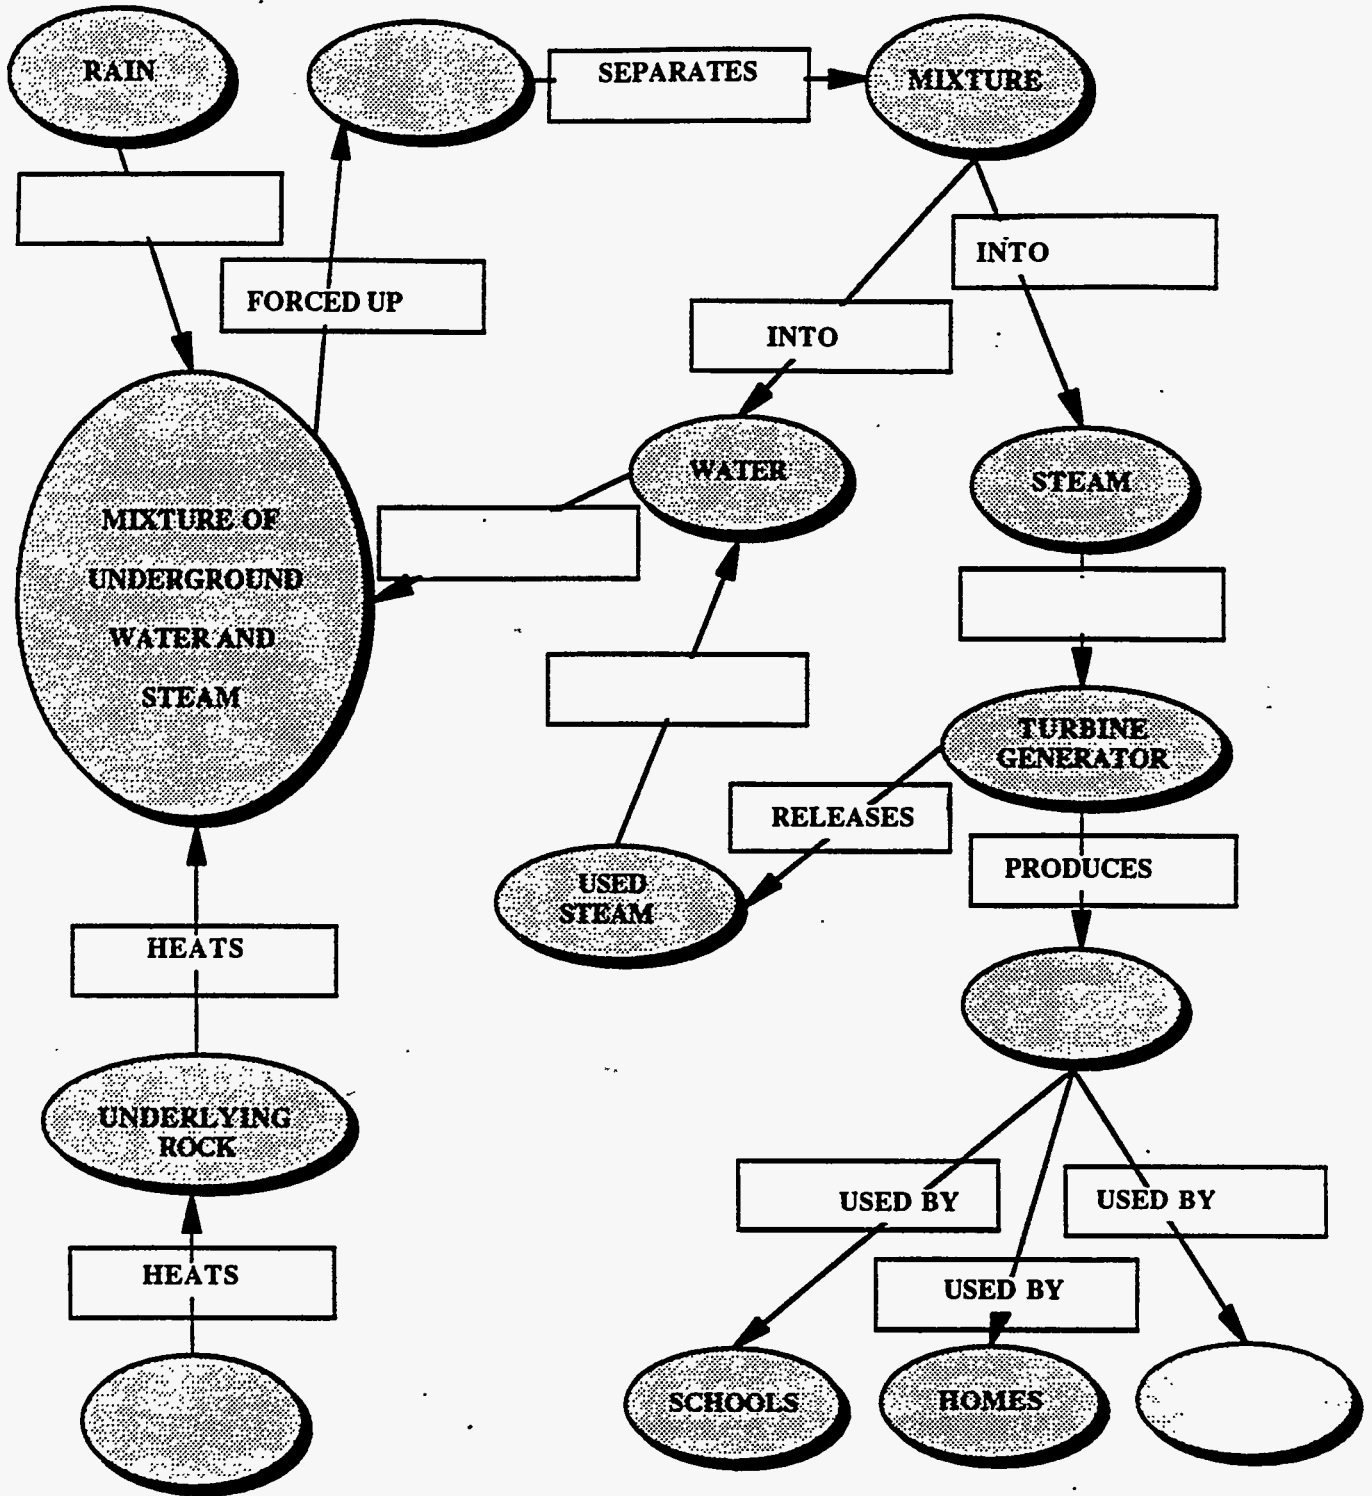 RAIN
SEPARATES
MIXTURE
INTO
FORCED UP
INTO
WATER
STEAM
MIXTURE OF
UNDERGROUND
WATER AND
STEAM
TURBINE
GENERATOR
RELEASES
PRODUCES
USED
STEAM
HEATS
UNDERLYING
ROCK
USED BY
USED BY
HEATS
USED BY
SCHOOLS
HOMES